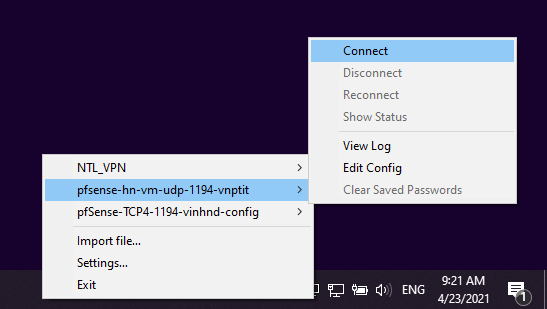 Connect
Disconnect
Reconnect
Show Status
View Log
Edit Config
Clear Saved Passwords
NTL_VPN
pfsense-hn-vm-udp-1194-vnptit
pfSense-TCP4-1194-vinhnd-config
Import file...
Settings...
Exit
ENG
9:21 AM
4/23/2021
1